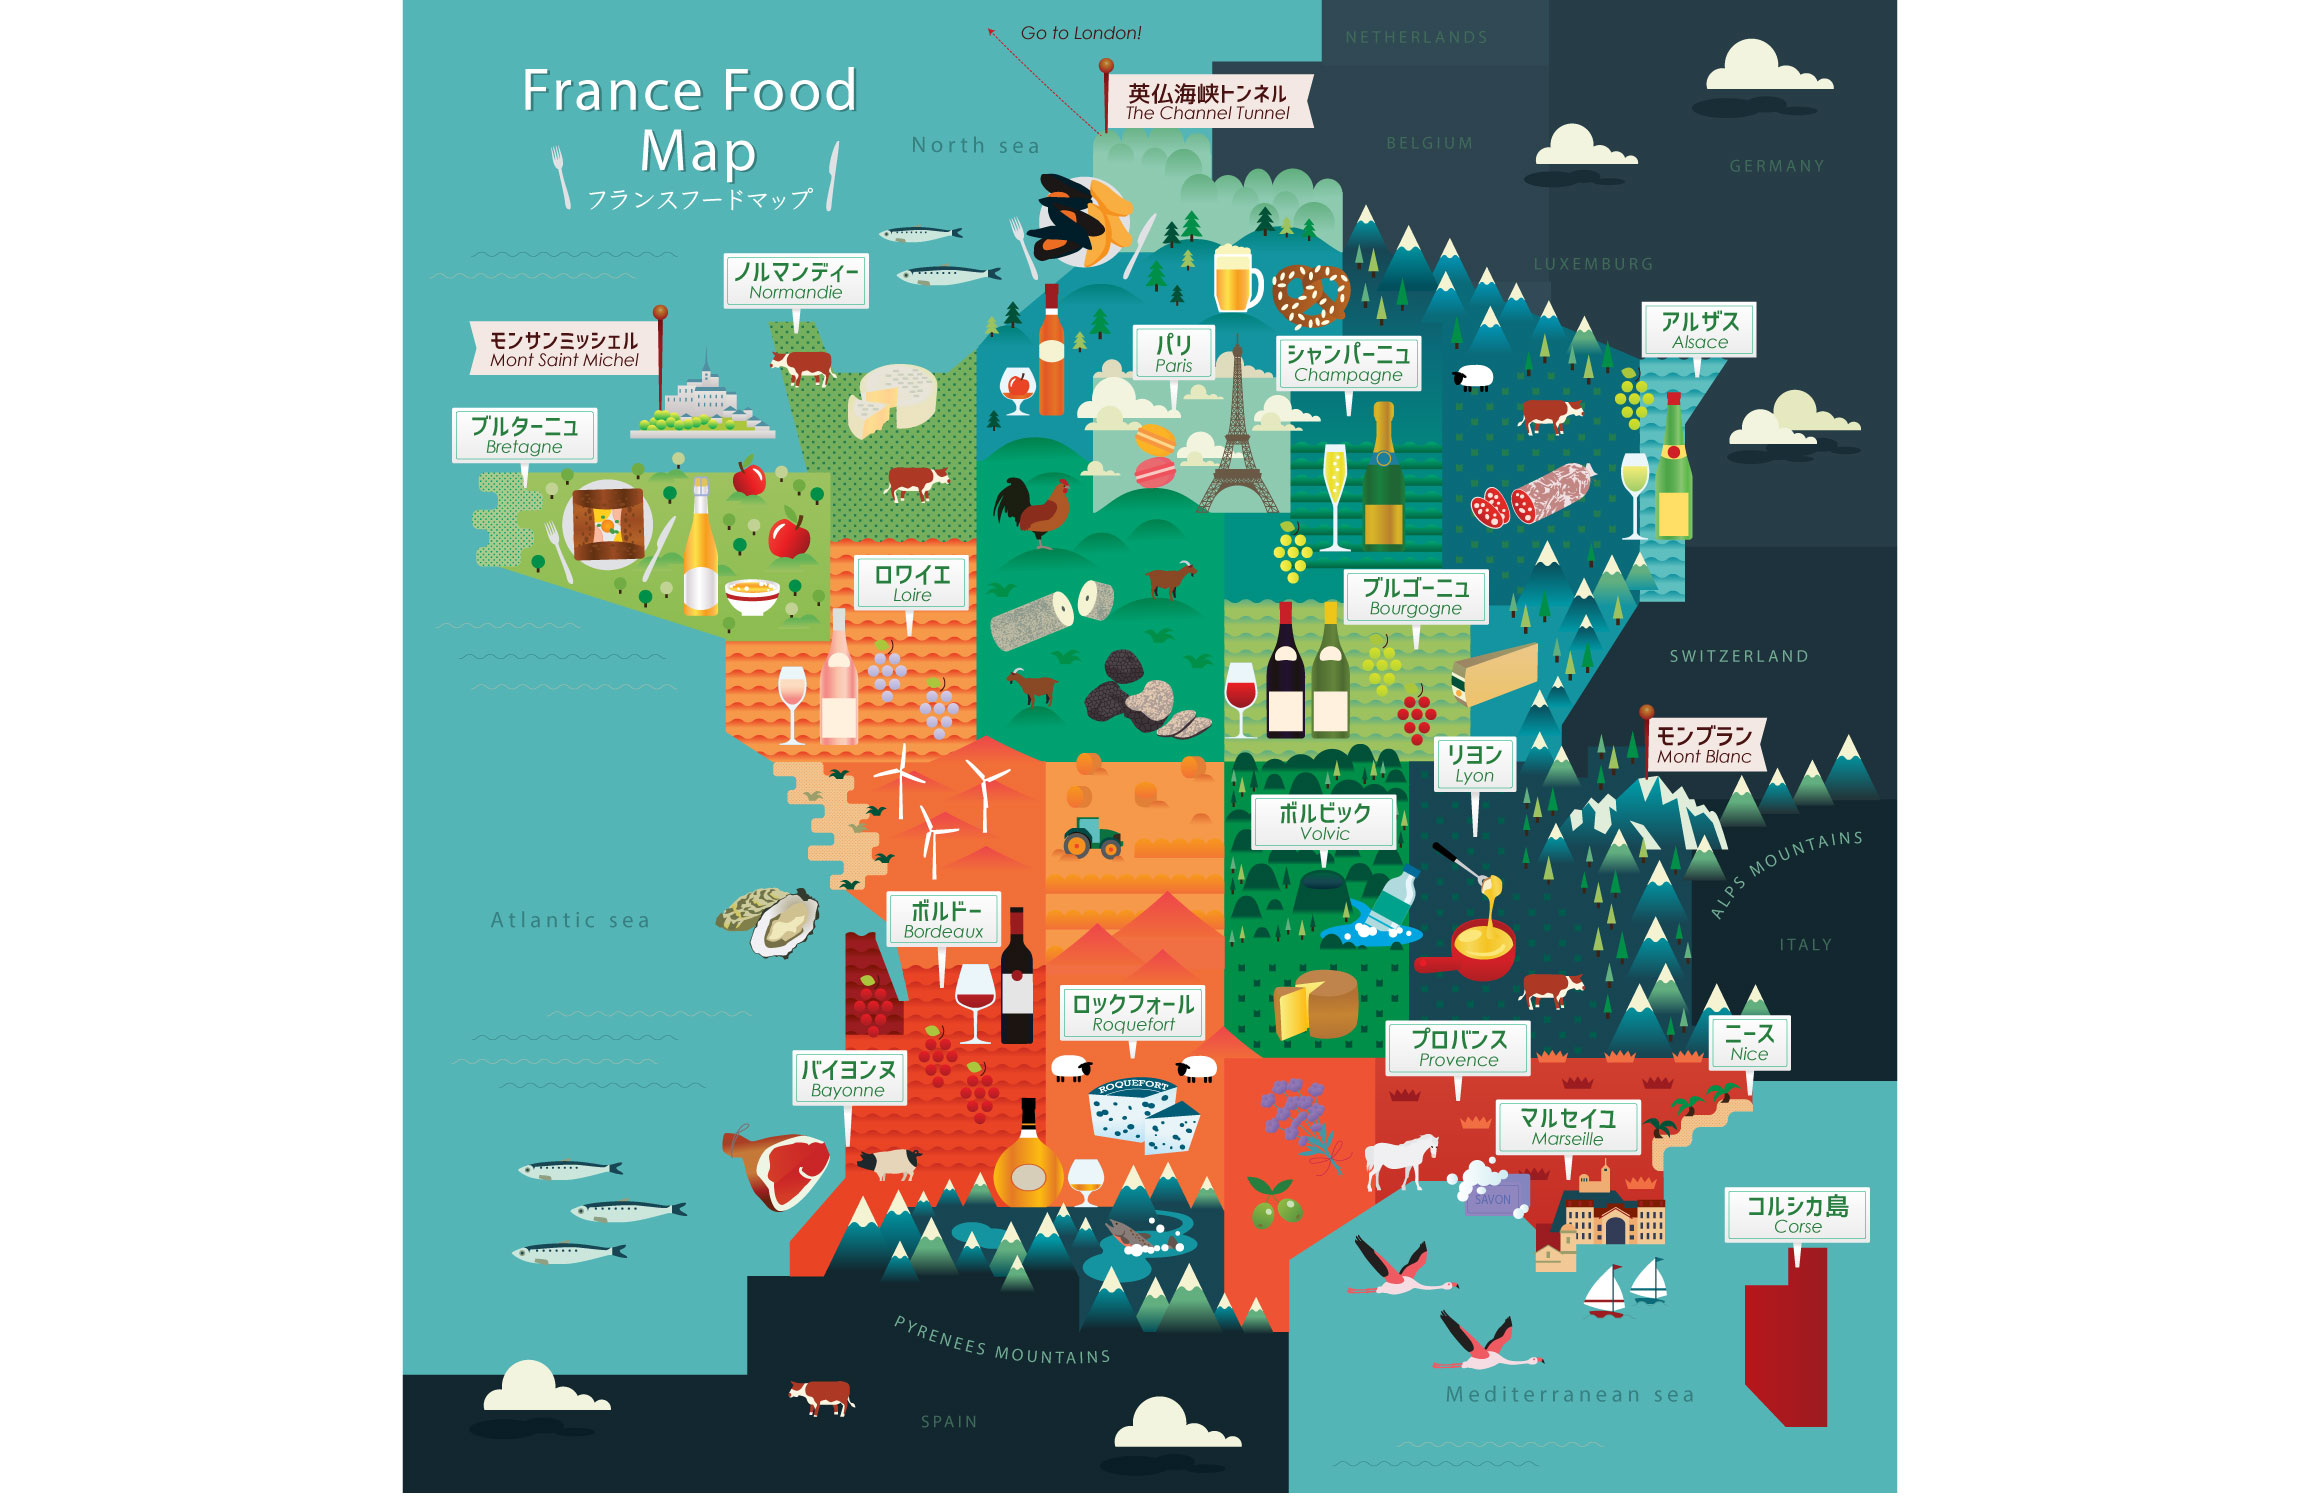 France Food
Map
フランスフードマップ
Go to London!
英仏海峡トンネル
The Channel Tunnel
NETHERLANDS
BELGIUM
GERMANY
LUXEMBURG
North sea
ノルマンディー
Normandie
モンサンミッシェル
Mont Saint Michel
パリ
Paris
シャンパーニュ
Champagne
アルザス
Alsace
ブルターニュ
Bretagne
ロワイエ
Loire
ブルゴーニュ
Bourgogne
SWITZERLAND
モンブラン
Mont Blanc
リヨン
Lyon
ボルビック
Volvic
ALPS MOUNTAINS
ITALY
Atlantic sea
ボルドー
Bordeaux
ロックフォール
Roquefort
プロバンス
Provence
ニース
Nice
バイヨンヌ
Bayonne
ROQUEFORT
マルセイユ
Marseille
SAVON
コルシカ島
Corse
PYRENEES MOUNTAINS
Mediterranean sea
SPAIN